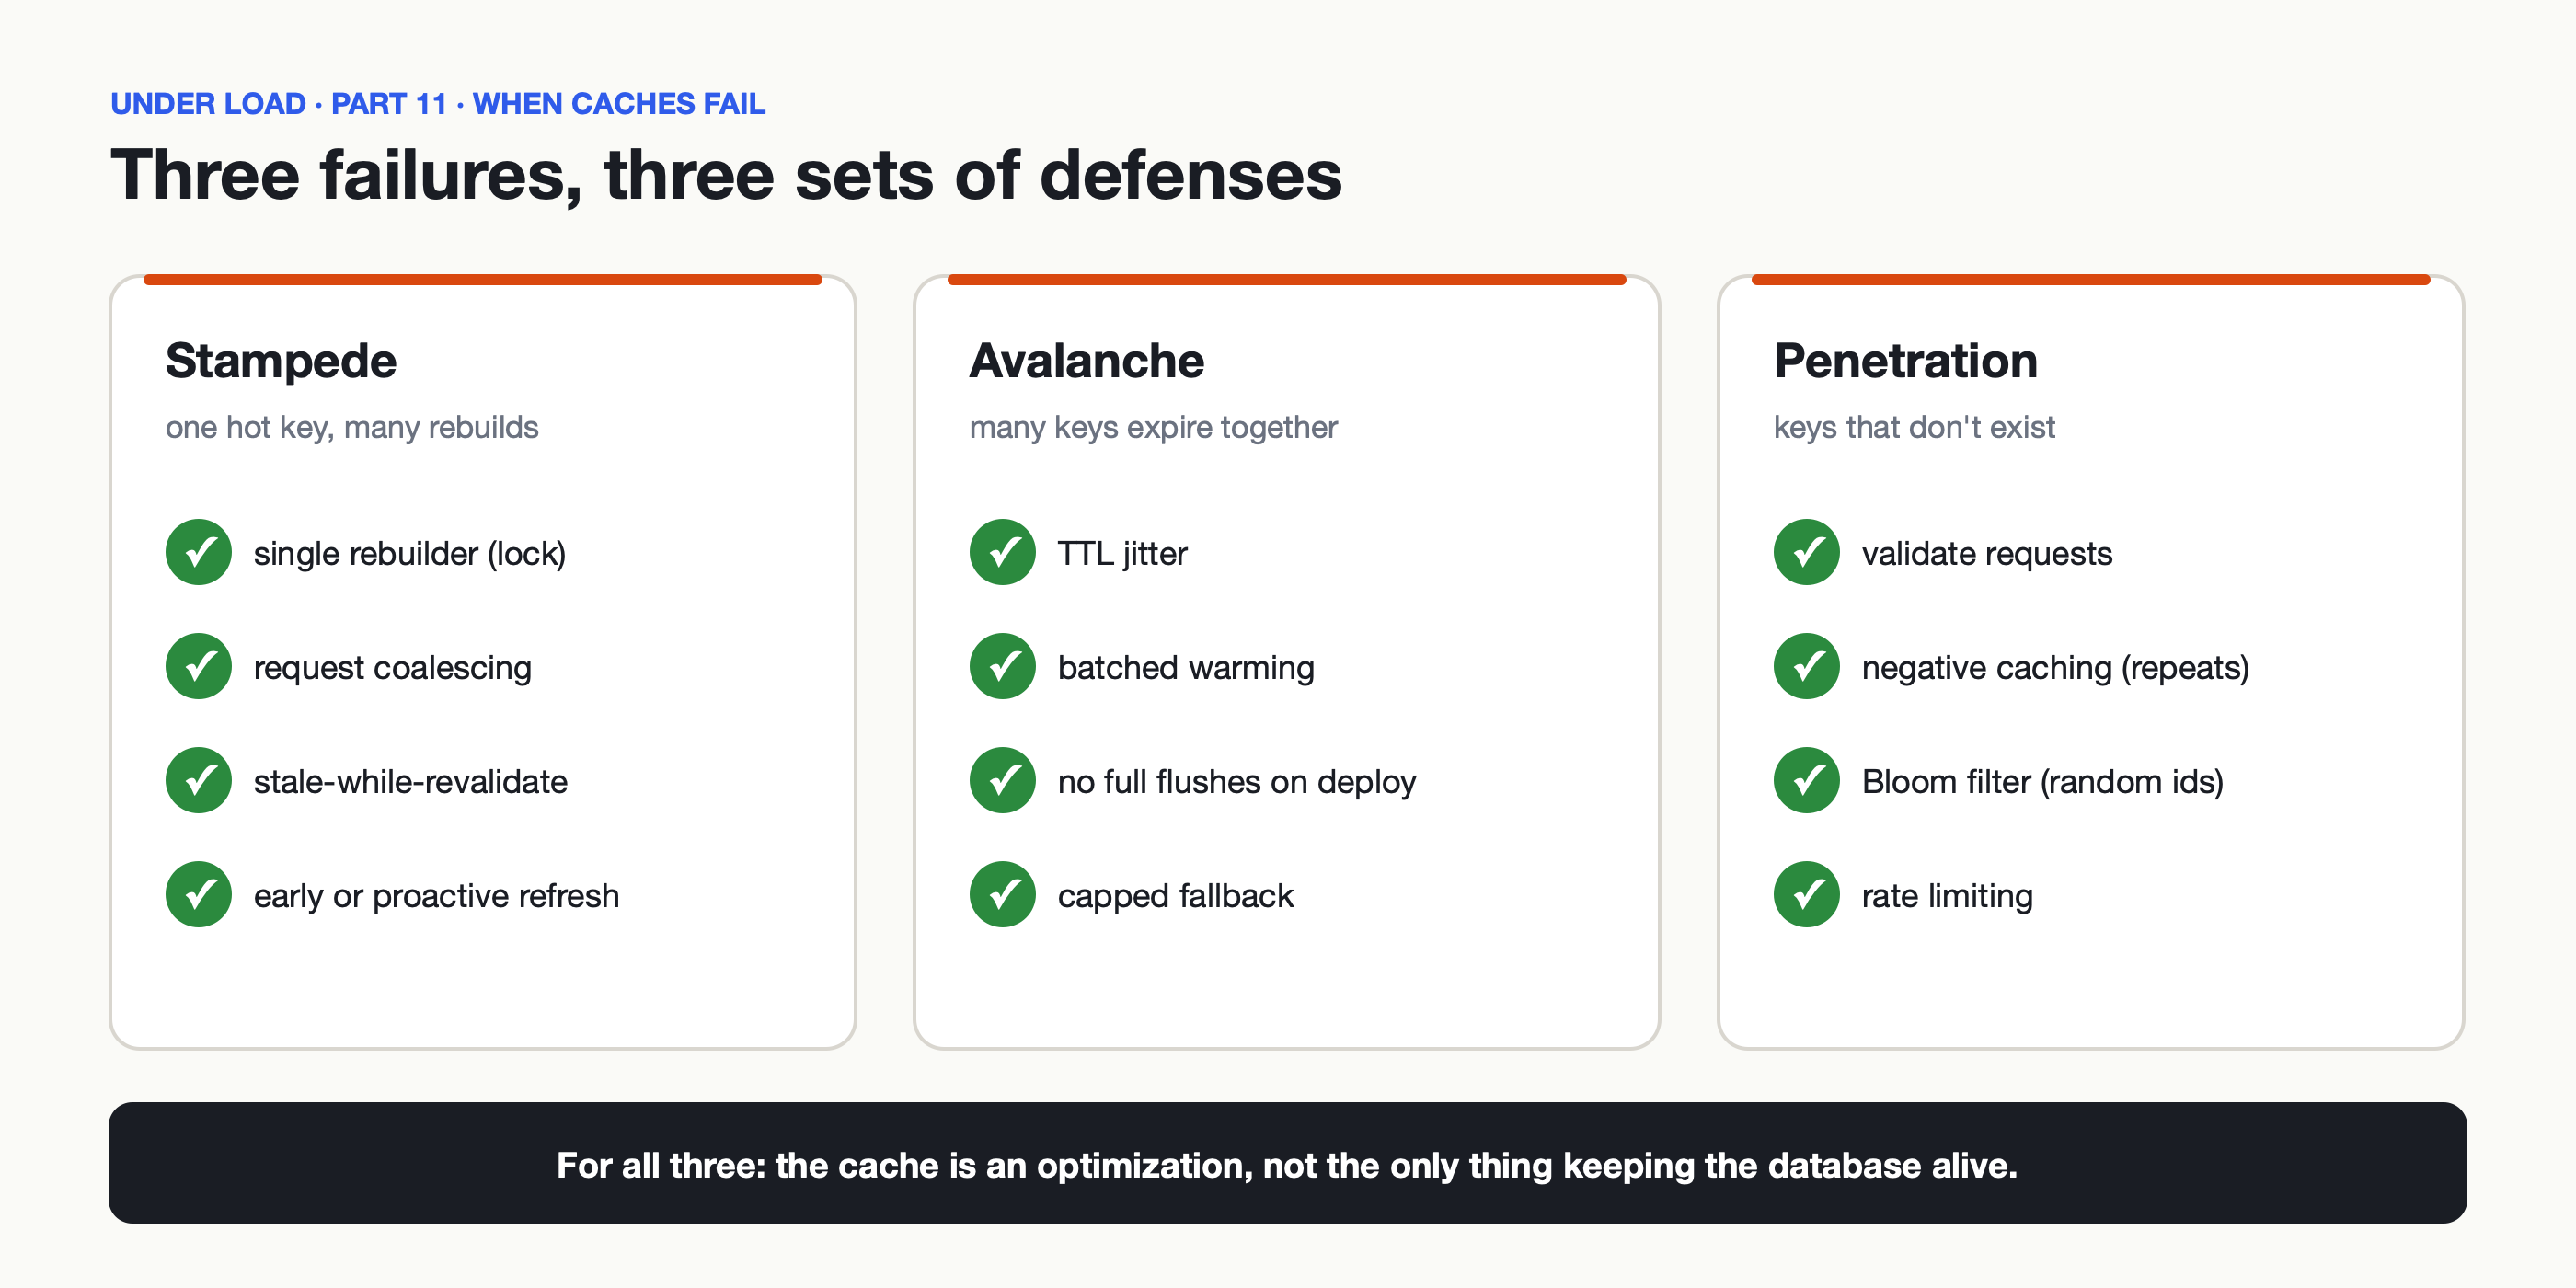 UNDER LOAD · PART 11 · WHEN CACHES FAIL
Three failures, three sets of defenses
Stampede
one hot key, many rebuilds
single rebuilder (lock)
request coalescing
stale-while-revalidate
early or proactive refresh
Avalanche
many keys expire together
TTL jitter
batched warming
no full flushes on deploy
capped fallback
Penetration
keys that don't exist
validate requests
negative caching (repeats)
Bloom filter (random ids)
rate limiting
For all three: the cache is an optimization, not the only thing keeping the database alive.